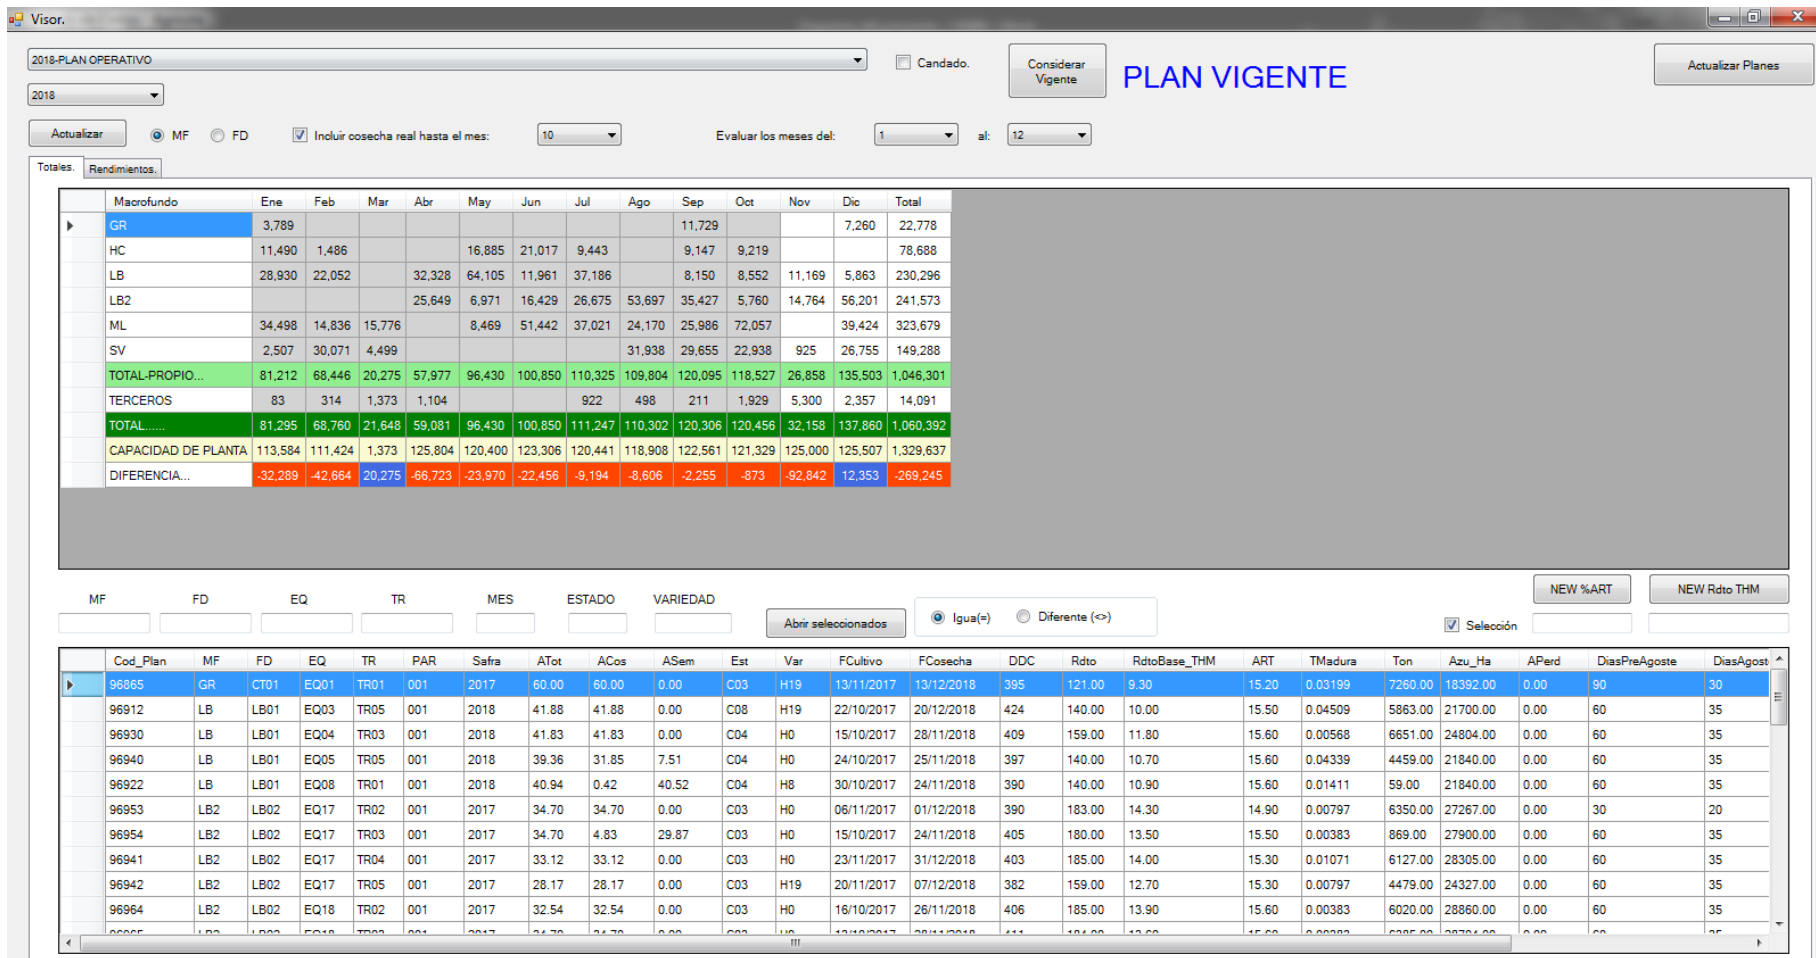 Visor.
2018-PLAN OPERATIVO Candado. Considerar Vigente PLAN VIGENTE Actualizar Planes
2018
Actualizar MF FD Incluir cosecha real hasta el mes: 10 Evaluar los meses del: 1 al: 12
Totales. Rendimientos.
Macrofundo Ene Feb Mar Abr May Jun Jul Ago Sep Oct Nov Dic Total
GR 3,789 11,729 7,260 22,778
HC 11,490 1,486 16,885 21,017 9,443 9,147 9,219 78,688
LB 28,930 22,052 32,328 64,105 11,961 37,186 8,150 8,552 11,169 5,863 230,296
LB2 25,649 6,971 16,429 26,675 53,697 35,427 5,760 14,764 56,201 241,573
ML 34,498 14,836 15,776 8,469 51,442 37,021 24,170 25,986 72,057 39,424 323,679
SV 2,507 30,071 4,499 31,938 29,655 22,938 925 26,755 149,288
TOTAL-PROPIO... 81,212 68,446 20,275 57,977 96,430 100,850 110,325 109,804 120,095 118,527 26,858 135,503 1,046,301
TERCEROS 83 314 1,373 1,104 922 498 211 1,929 5,300 2,357 14,091
TOTAL...... 81,295 68,760 21,648 59,081 96,430 100,850 111,247 110,302 120,306 120,456 32,158 137,860 1,060,392
CAPACIDAD DE PLANTA 113,584 111,424 1,373 125,804 120,400 123,306 120,441 118,908 122,561 121,329 125,000 125,507 1,329,637
DIFERENCIA... -32,289 -42,664 20,275 -66,723 -23,970 -22,456 -9,194 -8,606 -2,255 -873 -92,842 12,353 -269,245
NEW %ART NEW Rdto THM
MF FD EQ TR MES ESTADO VARIEDAD
Abrir seleccionados Igua(=) Diferente (<>) Selección
Cod_Plan MF FD EQ TR PAR Safra ATot ACos ASem Est Var FCultivo FCosecha DDC Rdto RdtoBase_THM ART TMadura Ton Azu_Ha APerd DiasPreAgoste DiasAgost
96865 GR CT01 EQ01 TR01 001 2017 60.00 60.00 0.00 C03 H19 13/11/2017 13/12/2018 395 121.00 9.30 15.20 0.03199 7260.00 18392.00 0.00 90 30
96912 LB LB01 EQ03 TR05 001 2018 41.88 41.88 0.00 C08 H19 22/10/2017 20/12/2018 424 140.00 10.00 15.50 0.04509 5863.00 21700.00 0.00 60 35
96930 LB LB01 EQ04 TR03 001 2018 41.83 41.83 0.00 C04 H0 15/10/2017 28/11/2018 409 159.00 11.80 15.60 0.00568 6651.00 24804.00 0.00 60 35
96940 LB LB01 EQ05 TR05 001 2018 39.36 31.85 7.51 C04 H0 24/10/2017 25/11/2018 397 140.00 10.70 15.60 0.04339 4459.00 21840.00 0.00 60 35
96922 LB LB01 EQ08 TR01 001 2018 40.94 0.42 40.52 C04 H8 30/10/2017 24/11/2018 390 140.00 10.90 15.60 0.01411 59.00 21840.00 0.00 60 35
96953 LB2 LB02 EQ17 TR02 001 2017 34.70 34.70 0.00 C03 H0 06/11/2017 01/12/2018 390 183.00 14.30 14.90 0.00797 6350.00 27267.00 0.00 30 20
96954 LB2 LB02 EQ17 TR03 001 2017 34.70 4.83 29.87 C03 H0 15/10/2017 24/11/2018 405 180.00 13.50 15.50 0.00383 869.00 27900.00 0.00 60 35
96941 LB2 LB02 EQ17 TR04 001 2017 33.12 33.12 0.00 C03 H0 23/11/2017 31/12/2018 403 185.00 14.00 15.30 0.01071 6127.00 28305.00 0.00 60 35
96942 LB2 LB02 EQ17 TR05 001 2017 28.17 28.17 0.00 C03 H19 20/11/2017 07/12/2018 382 159.00 12.70 15.30 0.00797 4479.00 24327.00 0.00 60 35
96964 LB2 LB02 EQ18 TR02 001 2017 32.54 32.54 0.00 C03 H0 16/10/2017 26/11/2018 406 185.00 13.90 15.60 0.00383 6020.00 28860.00 0.00 60 35